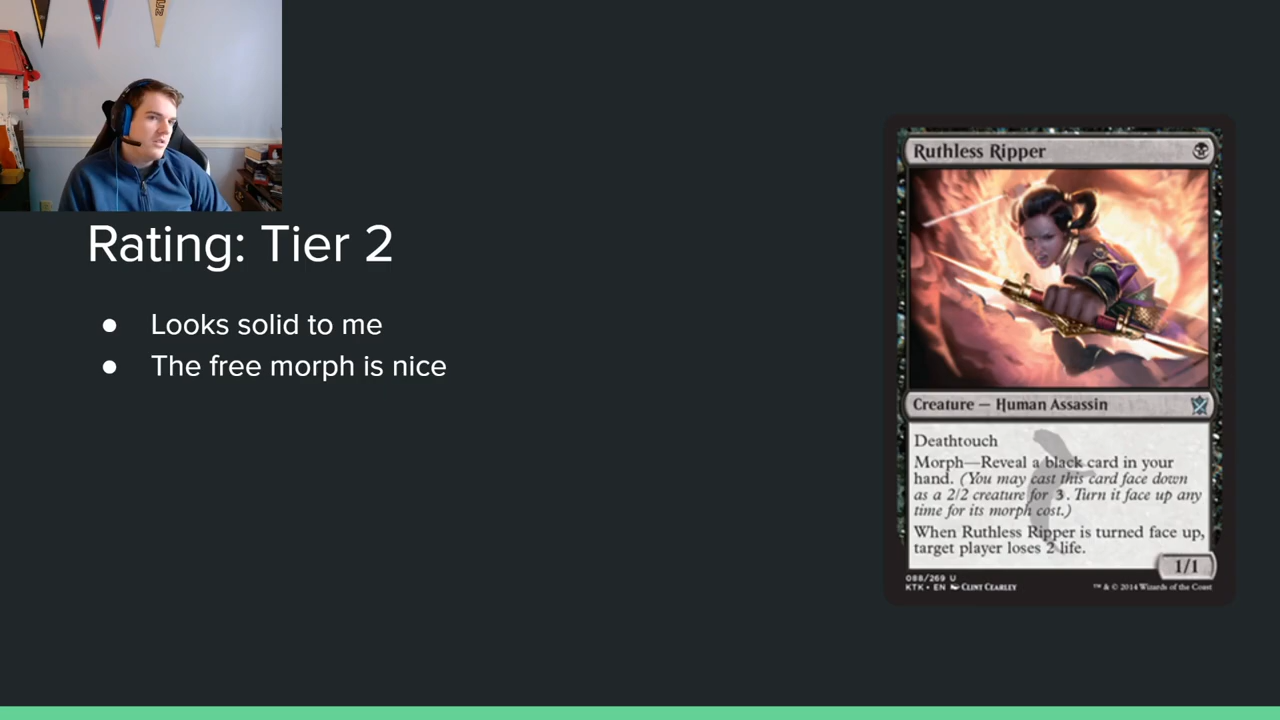 Rating: Tier 2
● Looks solid to me
● The free morph is nice
Ruthless Ripper
Creature — Human Assassin
Deathtouch
Morph—Reveal a black card in your
hand. (You may cast this card face down
as a 2/2 creature for 3. Turn it face up any
time for its morph cost.)
When Ruthless Ripper is turned face up,
target player loses 2 life.
1/1
088/269 U
KTK • EN CLINT CEARLEY
™ & © 2014 Wizards of the Coast